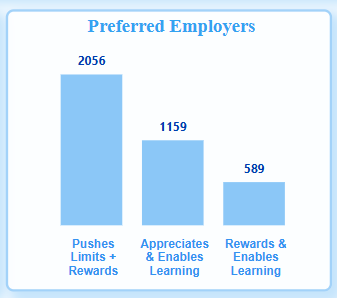 Preferred Employers
2056
1159
589
Pushes
Limits +
Rewards
Appreciates
& Enables
Learning
Rewards &
Enables
Learning